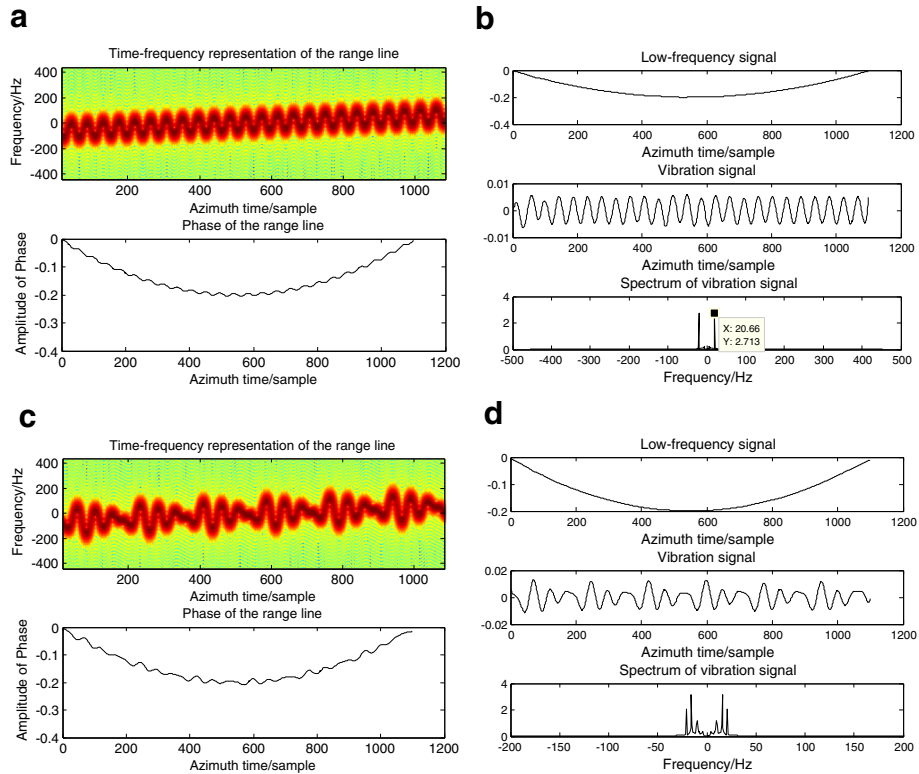 a
Time-frequency representation of the range line
Frequency/Hz
400
200
0
-200
-400
200 400 600 800 1000
Azimuth time/sample
Phase of the range line
Amplitude of Phase
0
-0.1
-0.2
-0.3
-0.4
0 200 400 600 800 1000 1200
Azimuth time/sample
b
Low-frequency signal
0
-0.2
-0.4
0 200 400 600 800 1000 1200
Azimuth time/sample
Vibration signal
0.01
0
-0.01
0 200 400 600 800 1000 1200
Azimuth time/sample
Spectrum of vibration signal
4
2
0
X: 20.66
Y: 2.713
-500 -400 -300 -200 -100 0 100 200 300 400 500
Frequency/Hz
c
Time-frequency representation of the range line
Frequency/Hz
400
200
0
-200
-400
200 400 600 800 1000
Azimuth time/sample
Phase of the range line
Amplitude of Phase
0
-0.1
-0.2
-0.3
-0.4
0 200 400 600 800 1000 1200
Azimuth time/sample
d
Low-frequency signal
0
-0.1
-0.2
0 200 400 600 800 1000 1200
Azimuth time/sample
Vibration signal
0.02
0
-0.02
0 200 400 600 800 1000 1200
Azimuth time/sample
Spectrum of vibration signal
4
2
0
-200 -150 -100 -50 0 50 100 150 200
Frequency/Hz